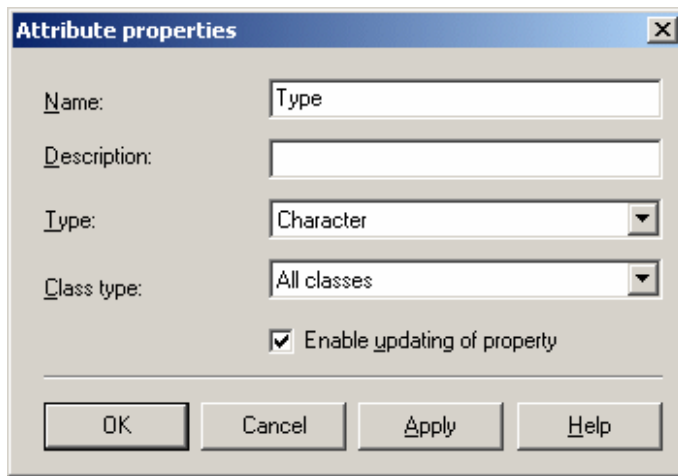 Attribute properties
Name: Type
Description:
Type: Character
Class type: All classes
Enable updating of property
OK Cancel Apply Help